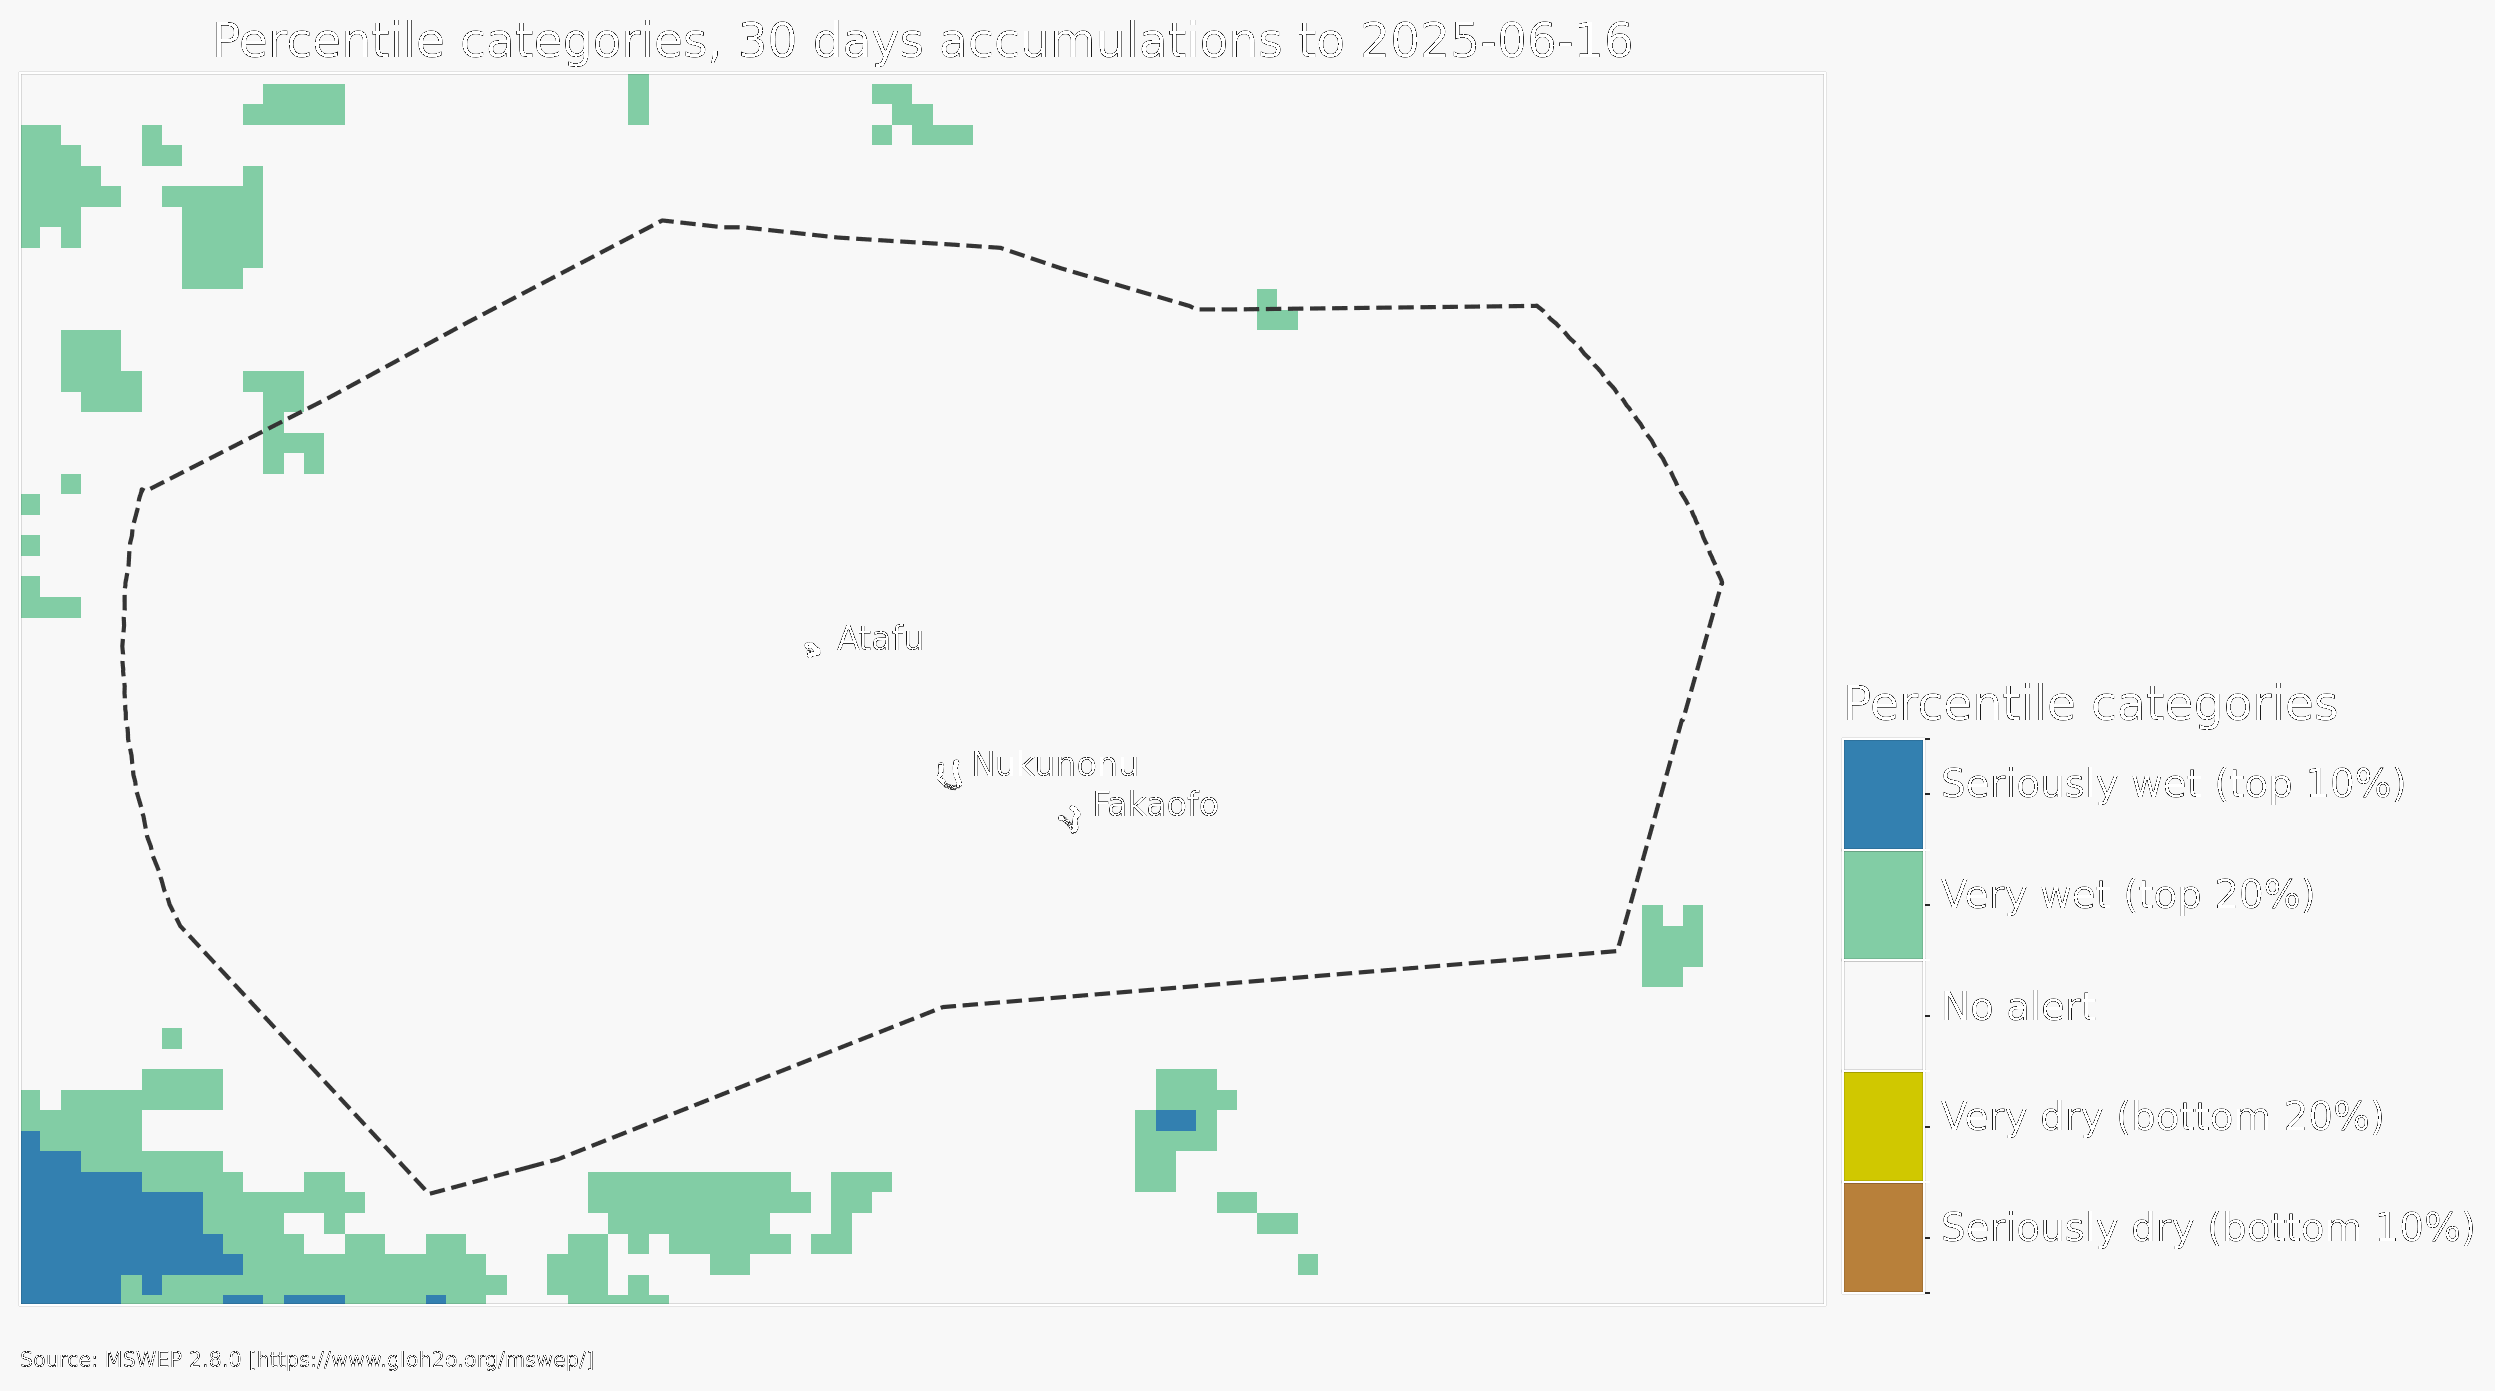 Percentile categories, 30 days accumulations to 2025-06-16
Atafu
Nukunonu
Fakaofo
Percentile categories
Seriously wet (top 10%)
Very wet (top 20%)
No alert
Very dry (bottom 20%)
Seriously dry (bottom 10%)
Source: MSWEP 2.8.0 [https://www.gloh2o.org/mswep/]